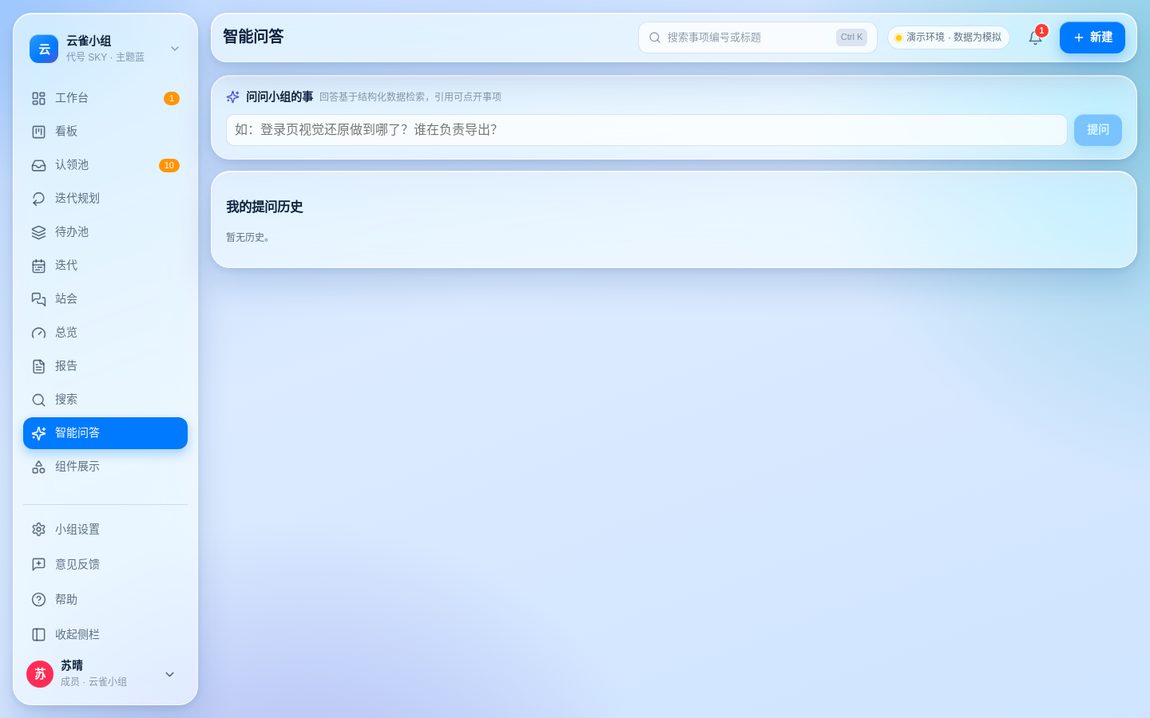 云
云雀小组
代号 SKY · 主题蓝
工作台
1
看板
认领池
10
迭代规划
待办池
迭代
站会
总览
报告
搜索
智能问答
组件展示
小组设置
意见反馈
帮助
收起侧栏
苏
苏晴
成员 · 云雀小组
智能问答
搜索事项编号或标题
Ctrl K
演示环境 · 数据为模拟
1
新建
问问小组的事 回答基于结构化数据检索，引用可点开事项
如：登录页视觉还原做到哪了？谁在负责导出？
提问
我的提问历史
暂无历史。